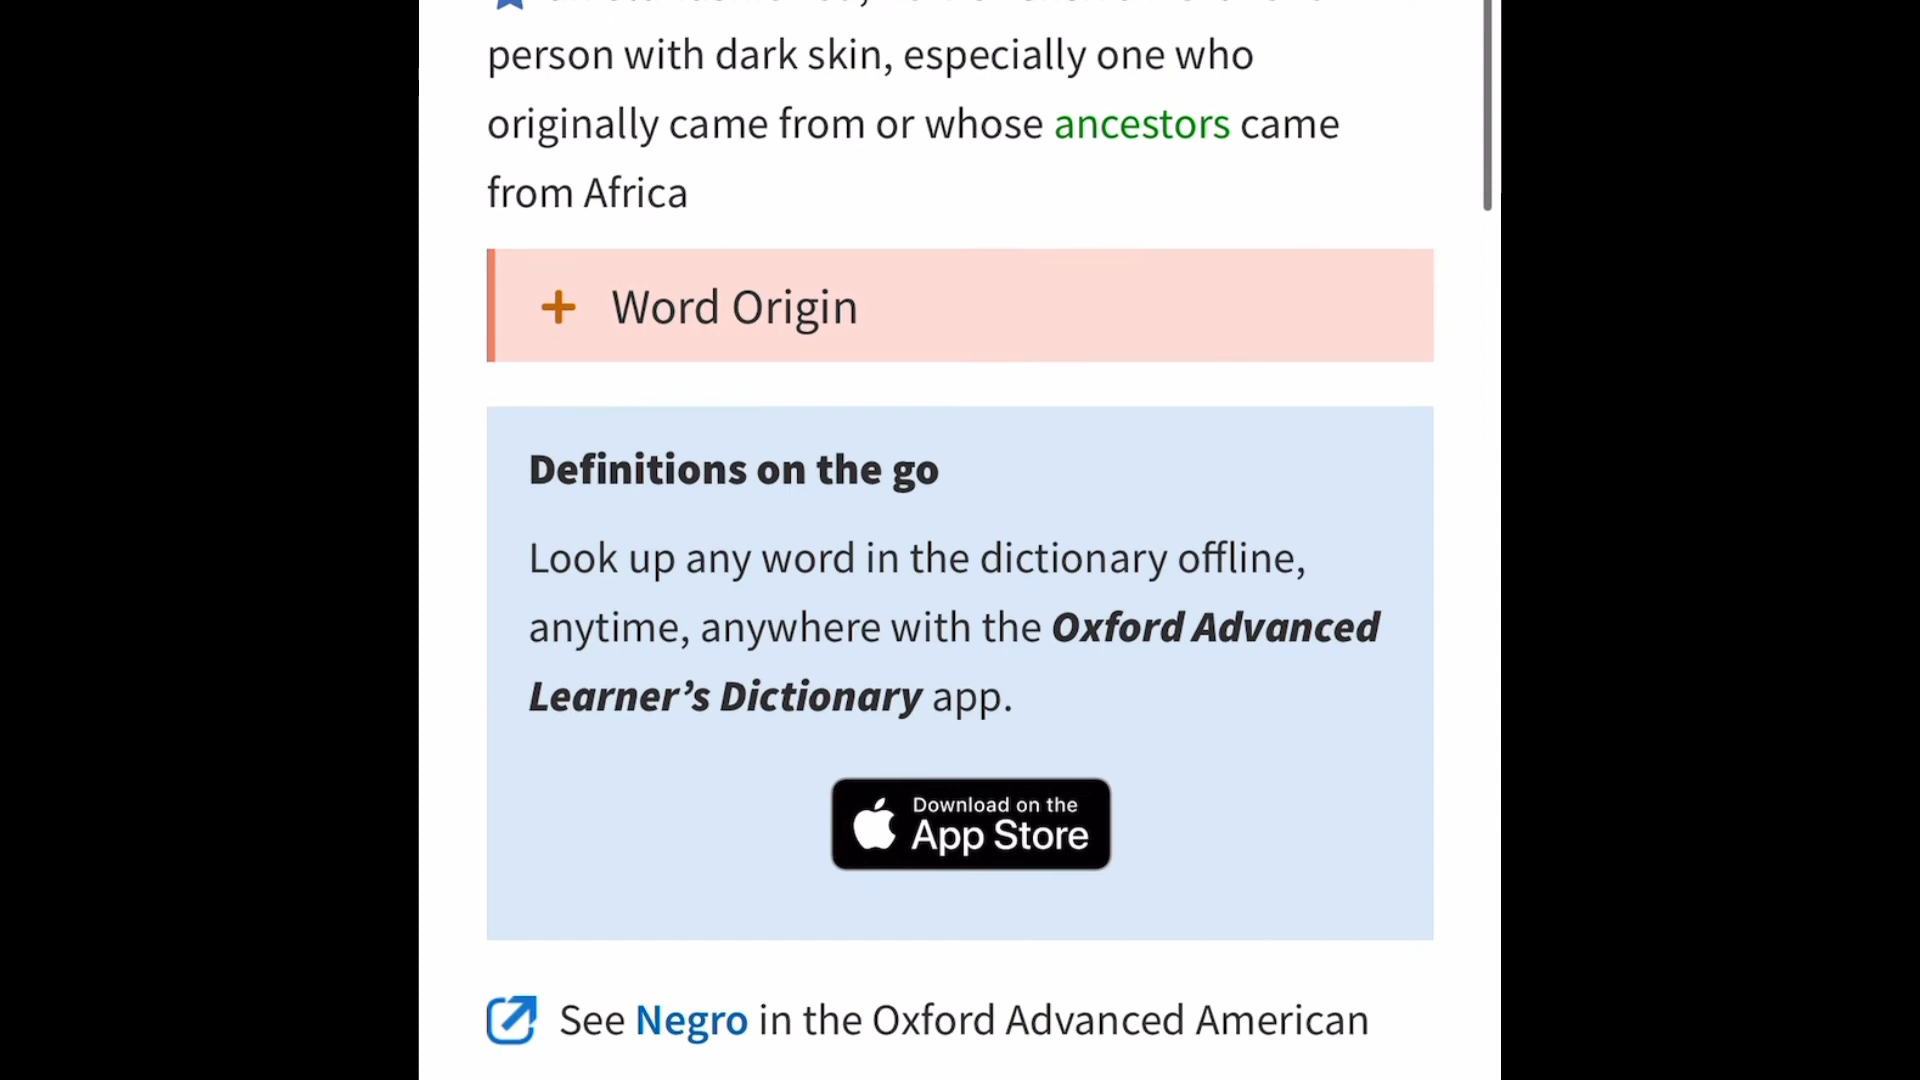 person with dark skin, especially one who
originally came from or whose ancestors came
from Africa
Word Origin
Definitions on the go
Look up any word in the dictionary offline,
anytime, anywhere with the Oxford Advanced
Learner’s Dictionary app.
Download on the
App Store
See Negro in the Oxford Advanced American